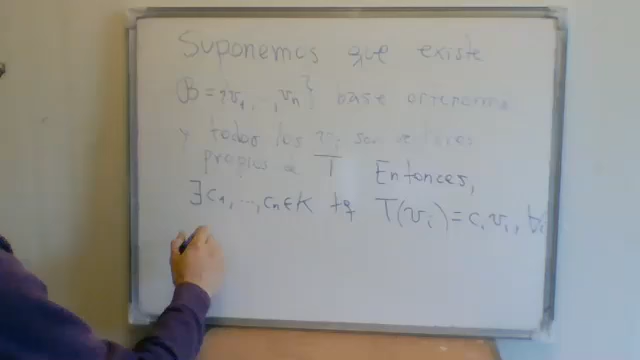 Suponemos que existe
B = {v₁, ..., vₙ} base ortonormal
y todos los vᵢ son vectores
propios de T Entonces,
∃ c₁, ..., cₙ ∈ K tq T(vᵢ) = cᵢ vᵢ, ∀i